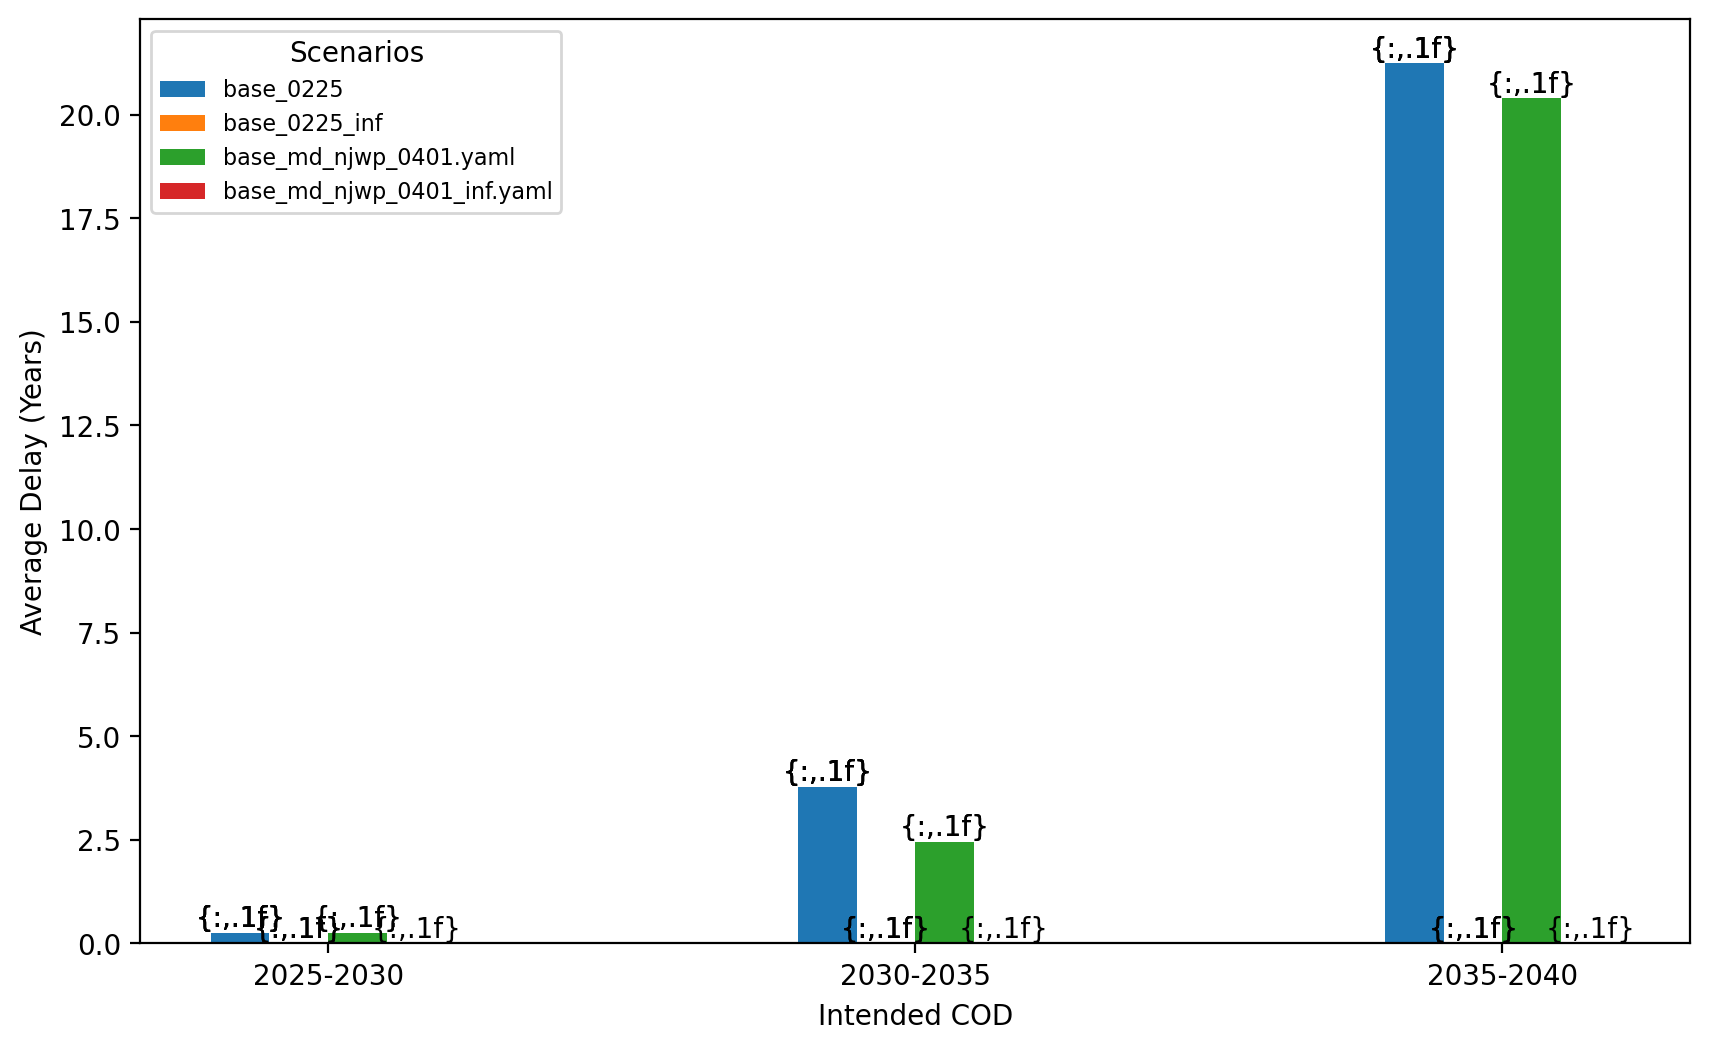 Scenarios
base_0225
base_0225_inf
base_md_njwp_0401.yaml
base_md_njwp_0401_inf.yaml
Average Delay (Years)
20.0
17.5
15.0
12.5
10.0
7.5
5.0
2.5
0.0
{:,.1f}
{:,.1f}
{:,.1f}
{:,.1f}
{:,.1f}
{:,.1f}
{:,.1f}
{:,.1f}
{:,.1f}
{:,.1f}
{:,.1f}
{:,.1f}
2025-2030
2030-2035
2035-2040
Intended COD